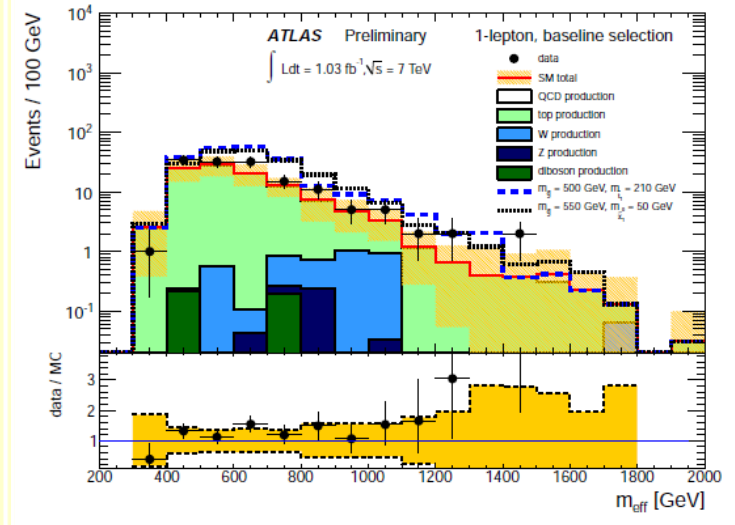 ATLAS Preliminary
1-lepton, baseline selection
∫ Ldt = 1.03 fb⁻¹,√s = 7 TeV
data
SM total
QCD production
top production
W production
Z production
diboson production
m_g̃ = 500 GeV, m_t̃₁ = 210 GeV
m_g̃ = 550 GeV, = 50 GeV
Events / 100 GeV
10⁴
10³
10²
10
1
10⁻¹
data / MC
3
2
1
200 400 600 800 1000 1200 1400 1600 1800 2000
m_eff [GeV]